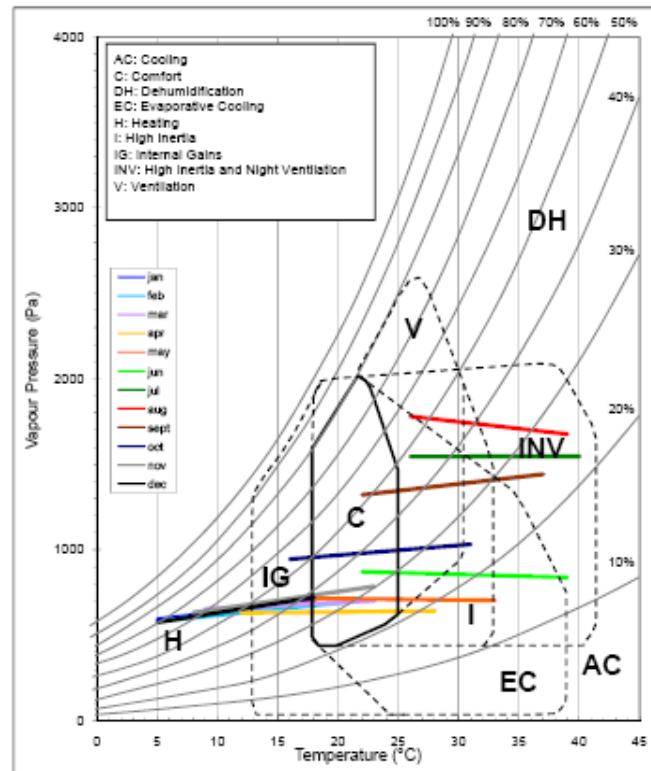 100% 90% 80% 70% 60% 50%
4000
AC: Cooling
C: Comfort
DH: Dehumidification
EC: Evaporative Cooling
H: Heating
I: High Inertia
IG: Internal Gains
INV: High Inertia and Night Ventilation
V: Ventilation
40%
3000
DH
30%
jan
feb
mar
apr
may
jun
jul
aug
sept
oct
nov
dec
Vapour Pressure (Pa)
V
2000
20%
INV
C
1000
10%
IG
I
H
EC
AC
0
0 5 10 15 20 25 30 35 40 45
Temperature (°C)